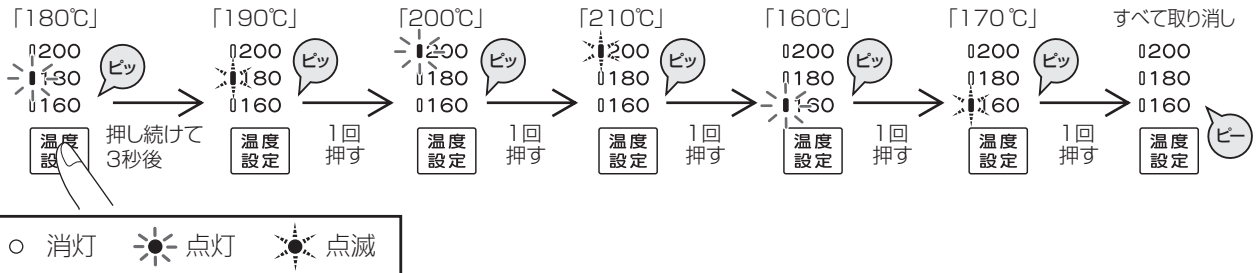 「180℃」 「190℃」 「200℃」 「210℃」 「160℃」 「170℃」 すべて取り消し
200 200 200 200 200 200 200
ピッ ピッ ピッ ピッ ピッ ピッ
180 180 180 180 180 180 180
160 160 160 160 160 160 160
ピー
温度 温度 温度 温度 温度 温度 温度
設定 設定 設定 設定 設定 設定 設定
押し続けて 1回 1回 1回 1回 1回
3秒後 押す 押す 押す 押す 押す
消灯 点灯 点滅